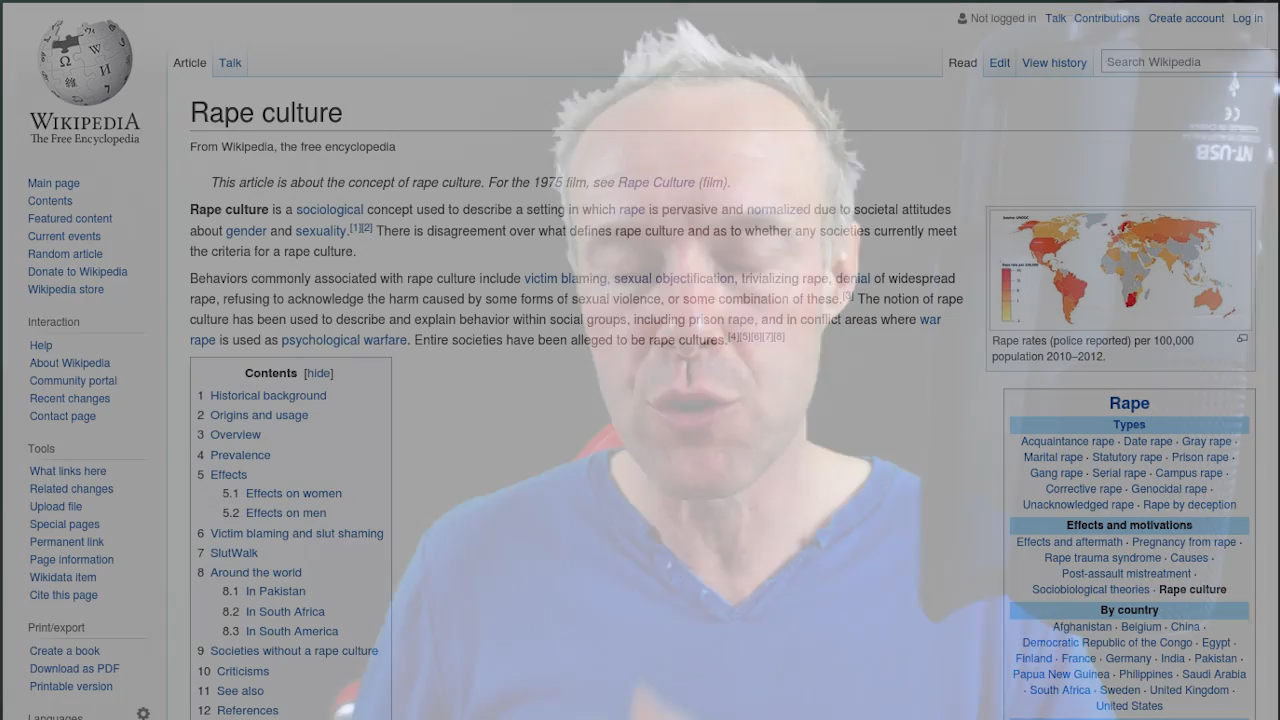 Not logged in Talk Contributions Create account Log in
Article Talk Read Edit View history Search Wikipedia
WIKIPEDIA
The Free Encyclopedia
Main page
Contents
Featured content
Current events
Random article
Donate to Wikipedia
Wikipedia store
Interaction
Help
About Wikipedia
Community portal
Recent changes
Contact page
Tools
What links here
Related changes
Upload file
Special pages
Permanent link
Page information
Wikidata item
Cite this page
Print/export
Create a book
Download as PDF
Printable version
Languages
Rape culture
From Wikipedia, the free encyclopedia
This article is about the concept of rape culture. For the 1975 film, see Rape Culture (film).
Rape culture is a sociological concept used to describe a setting in which rape is pervasive and normalized due to societal attitudes
about gender and sexuality.[1][2] There is disagreement over what defines rape culture and as to whether any societies currently meet
the criteria for a rape culture.
Behaviors commonly associated with rape culture include victim blaming, sexual objectification, trivializing rape, denial of widespread
rape, refusing to acknowledge the harm caused by some forms of sexual violence, or some combination of these.[3] The notion of rape
culture has been used to describe and explain behavior within social groups, including prison rape, and in conflict areas where war
rape is used as psychological warfare. Entire societies have been alleged to be rape cultures.[4][5][6][7][8]
Contents [hide]
1 Historical background
2 Origins and usage
3 Overview
4 Prevalence
5 Effects
5.1 Effects on women
5.2 Effects on men
6 Victim blaming and slut shaming
7 SlutWalk
8 Around the world
8.1 In Pakistan
8.2 In South Africa
8.3 In South America
9 Societies without a rape culture
10 Criticisms
11 See also
12 References
NT-USB
Rape rates (police reported) per 100,000
population 2010–2012.
Rape
Types
Acquaintance rape · Date rape · Gray rape ·
Marital rape · Statutory rape · Prison rape ·
Gang rape · Serial rape · Campus rape ·
Corrective rape · Genocidal rape ·
Unacknowledged rape · Rape by deception
Effects and motivations
Effects and aftermath · Pregnancy from rape ·
Rape trauma syndrome · Causes ·
Post-assault mistreatment ·
Sociobiological theories · Rape culture
By country
Afghanistan · Belgium · China ·
Democratic Republic of the Congo · Egypt ·
Finland · France · Germany · India · Pakistan ·
Papua New Guinea · Philippines · Saudi Arabia
· South Africa · Sweden · United Kingdom ·
United States